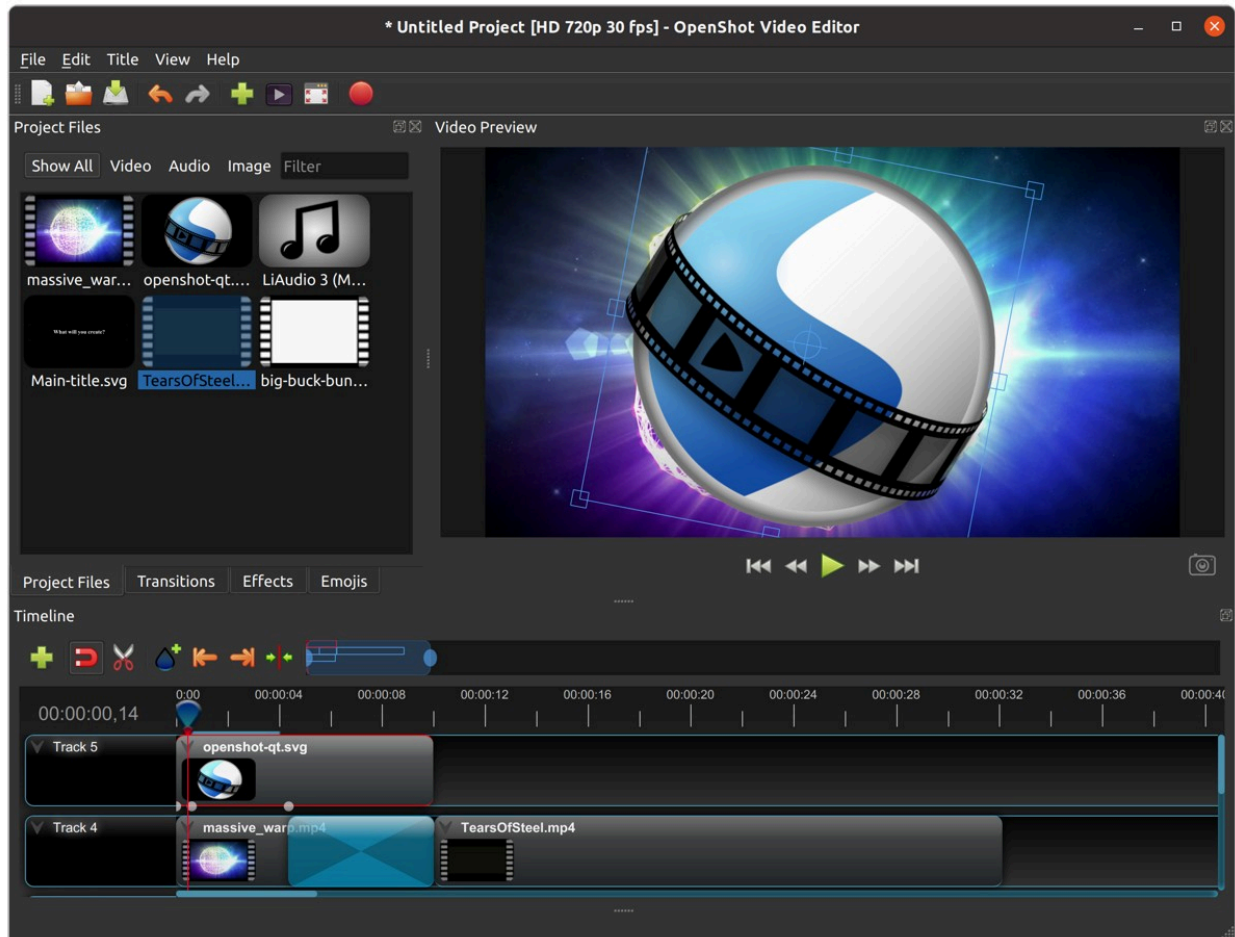 * Untitled Project [HD 720p 30 fps] - OpenShot Video Editor
File Edit Title View Help
Project Files
Video Preview
Show All Video Audio Image Filter
massive_war... openshot-qt.... LiAudio 3 (M...
What will you create?
Main-title.svg TearsOfSteel... big-buck-bun...
Project Files Transitions Effects Emojis
Timeline
0:00 00:00:04 00:00:08 00:00:12 00:00:16 00:00:20 00:00:24 00:00:28 00:00:32 00:00:36 00:00:40
00:00:00,14
Track 5 openshot-qt.svg
Track 4 massive_warp.mp4 TearsOfSteel.mp4